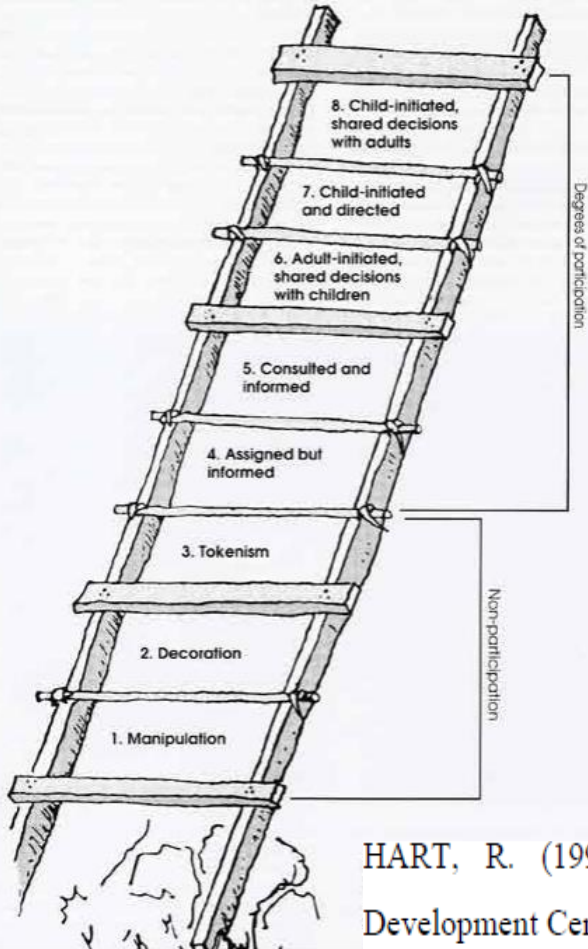 8. Child-initiated,
shared decisions
with adults
7. Child-initiated
and directed
6. Adult-initiated,
shared decisions
with children
5. Consulted and
informed
4. Assigned but
informed
3. Tokenism
2. Decoration
1. Manipulation
Degrees of participation
Non-participation
HART, R. (199
Development Cen